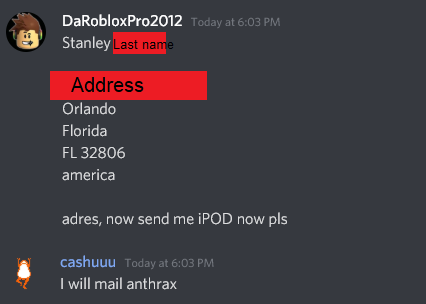 DaRobloxPro2012 Today at 6:03 PM
Stanley Last name
Address
Orlando
Florida
FL 32806
america
adres, now send me iPOD now pls
cashuuu Today at 6:03 PM
I will mail anthrax